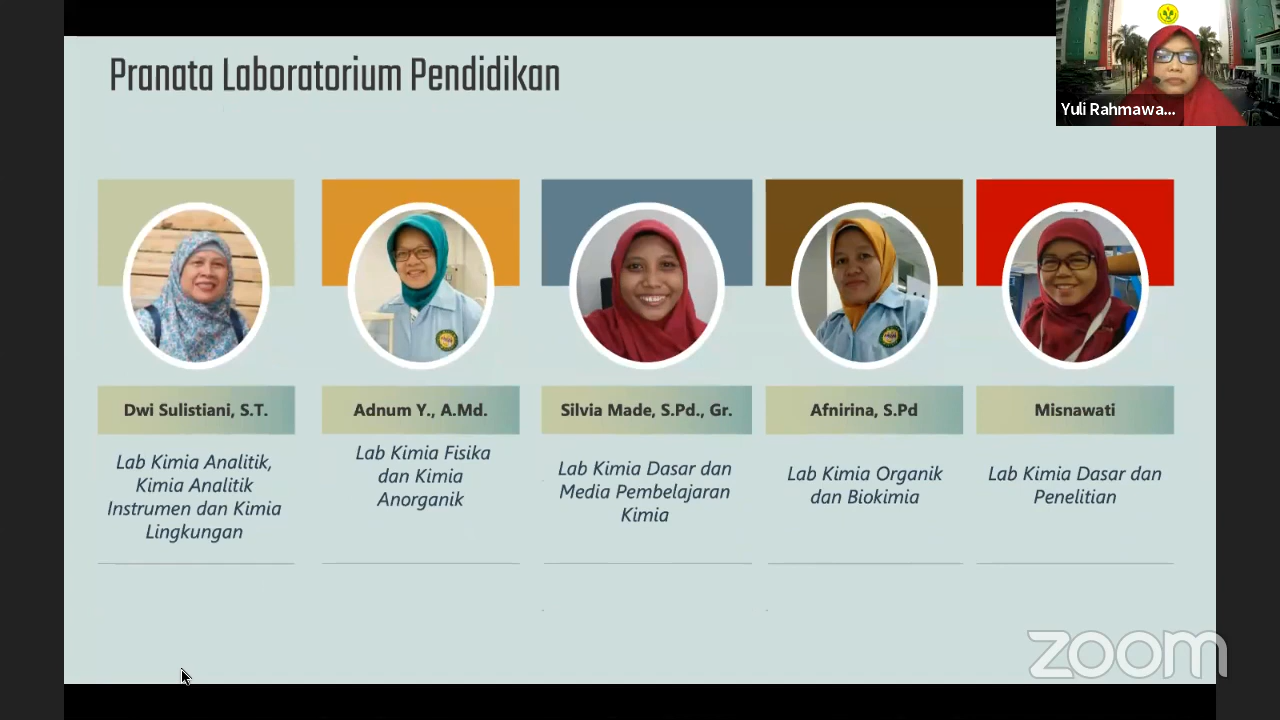 Pranata Laboratorium Pendidikan
Yuli Rahmawa...
Dwi Sulistiani, S.T.
Lab Kimia Analitik,
Kimia Analitik
Instrumen dan Kimia
Lingkungan
Adnum Y., A.Md.
Lab Kimia Fisika
dan Kimia
Anorganik
Silvia Made, S.Pd., Gr.
Lab Kimia Dasar dan
Media Pembelajaran
Kimia
Afnirina, S.Pd
Lab Kimia Organik
dan Biokimia
Misnawati
Lab Kimia Dasar dan
Penelitian
zoom